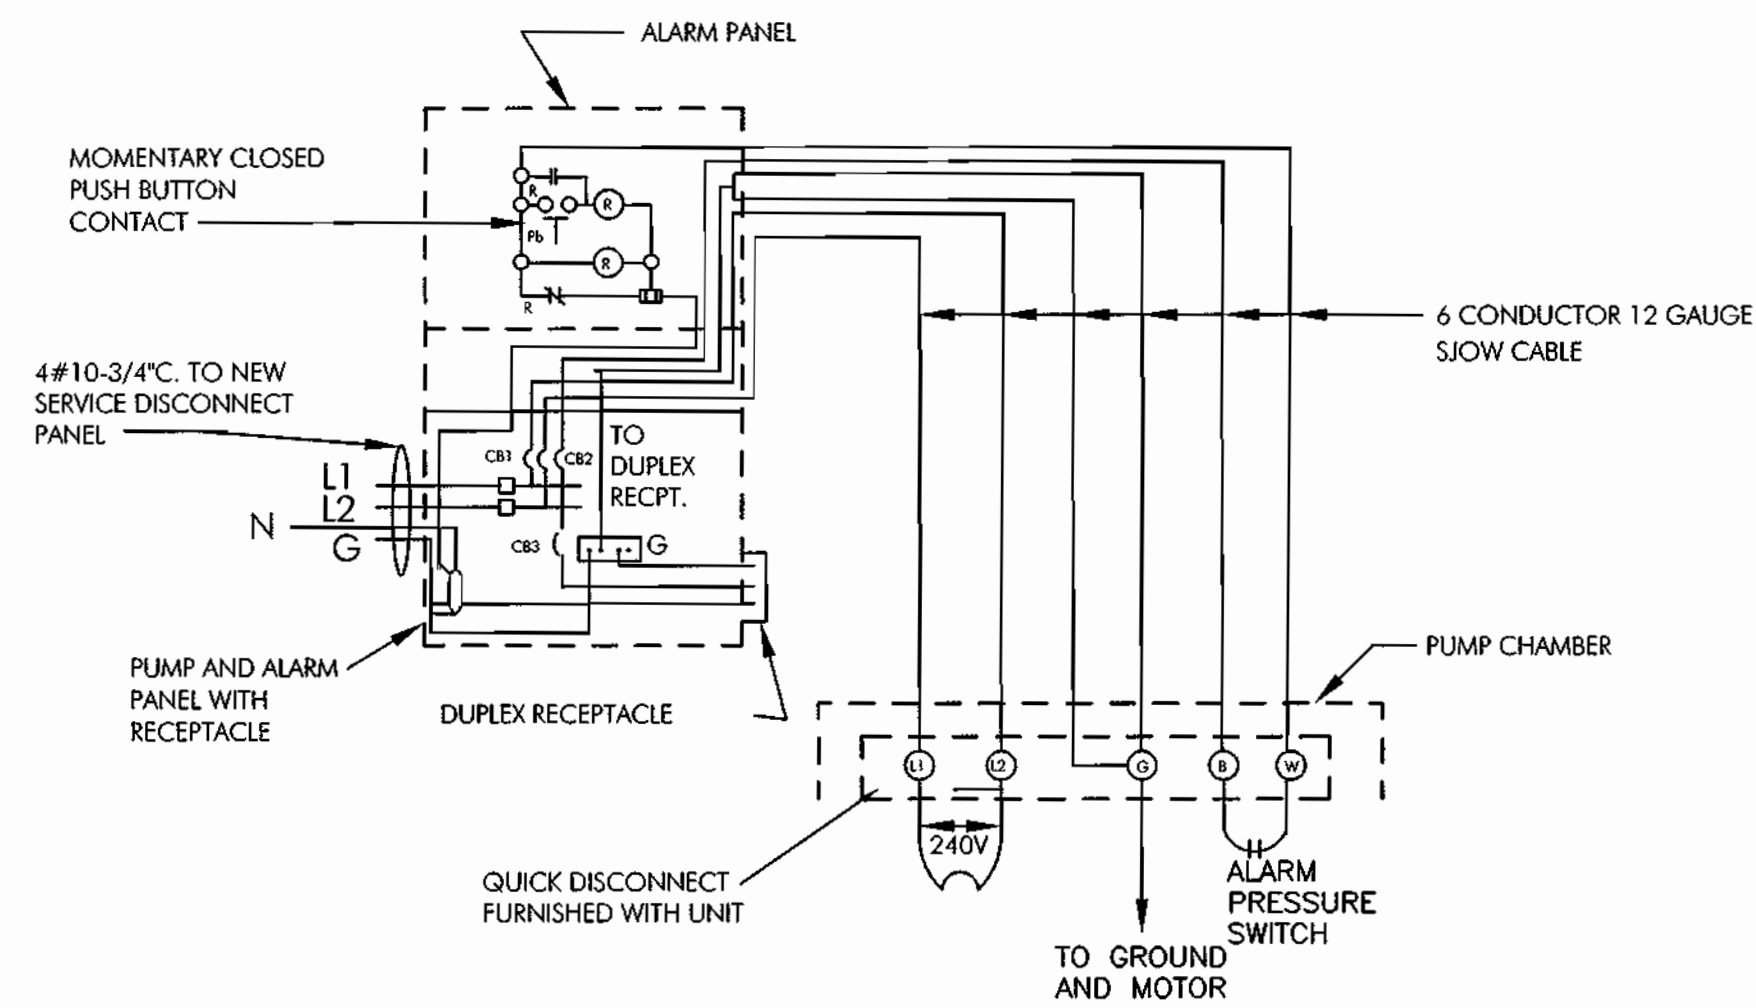 ALARM PANEL
MOMENTARY CLOSED
PUSH BUTTON
CONTACT
R
R
Pb
R
R
6 CONDUCTOR 12 GAUGE
SJOW CABLE
4#10-3/4"C. TO NEW
SERVICE DISCONNECT
PANEL
CB1
CB2
TO
DUPLEX
RECPT.
L1
L2
N
G
CB3
G
PUMP AND ALARM
PANEL WITH
RECEPTACLE
DUPLEX RECEPTACLE
PUMP CHAMBER
L1
L2
G
B
W
240V
QUICK DISCONNECT
FURNISHED WITH UNIT
ALARM
PRESSURE
SWITCH
TO GROUND
AND MOTOR